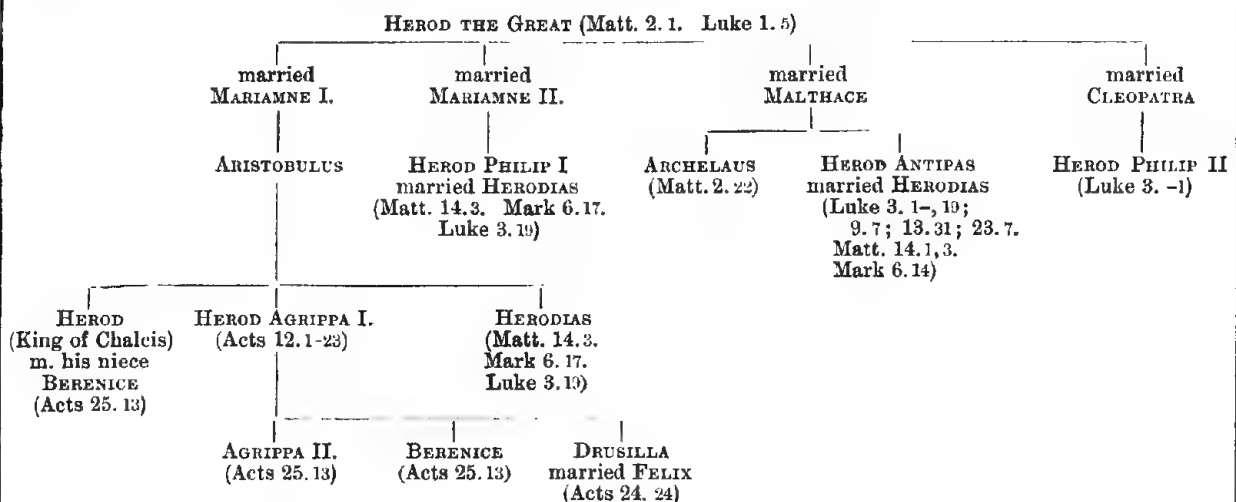 HEROD THE GREAT (Matt. 2. 1. Luke 1. 5)
married
MARIAMNE I.
married
MARIAMNE II.
married
MALTHACE
married
CLEOPATRA
ARISTOBULUS
HEROD PHILIP I
married HERODIAS
(Matt. 14. 3. Mark 6. 17.
Luke 3. 19)
ARCHELAUS
(Matt. 2. 22)
HEROD ANTIPAS
married HERODIAS
(Luke 3. 1-, 19;
9. 7; 13. 31; 23. 7.
Matt. 14. 1, 3.
Mark 6. 14)
HEROD PHILIP II
(Luke 3. -1)
HEROD
(King of Chalcis)
m. his niece
BERENICE
(Acts 25. 13)
HEROD AGRIPPA I.
(Acts 12. 1-23)
HERODIAS
(Matt. 14. 3.
Mark 6. 17.
Luke 3. 19)
AGRIPPA II.
(Acts 25. 13)
BERENICE
(Acts 25. 13)
DRUSILLA
married FELIX
(Acts 24. 24)